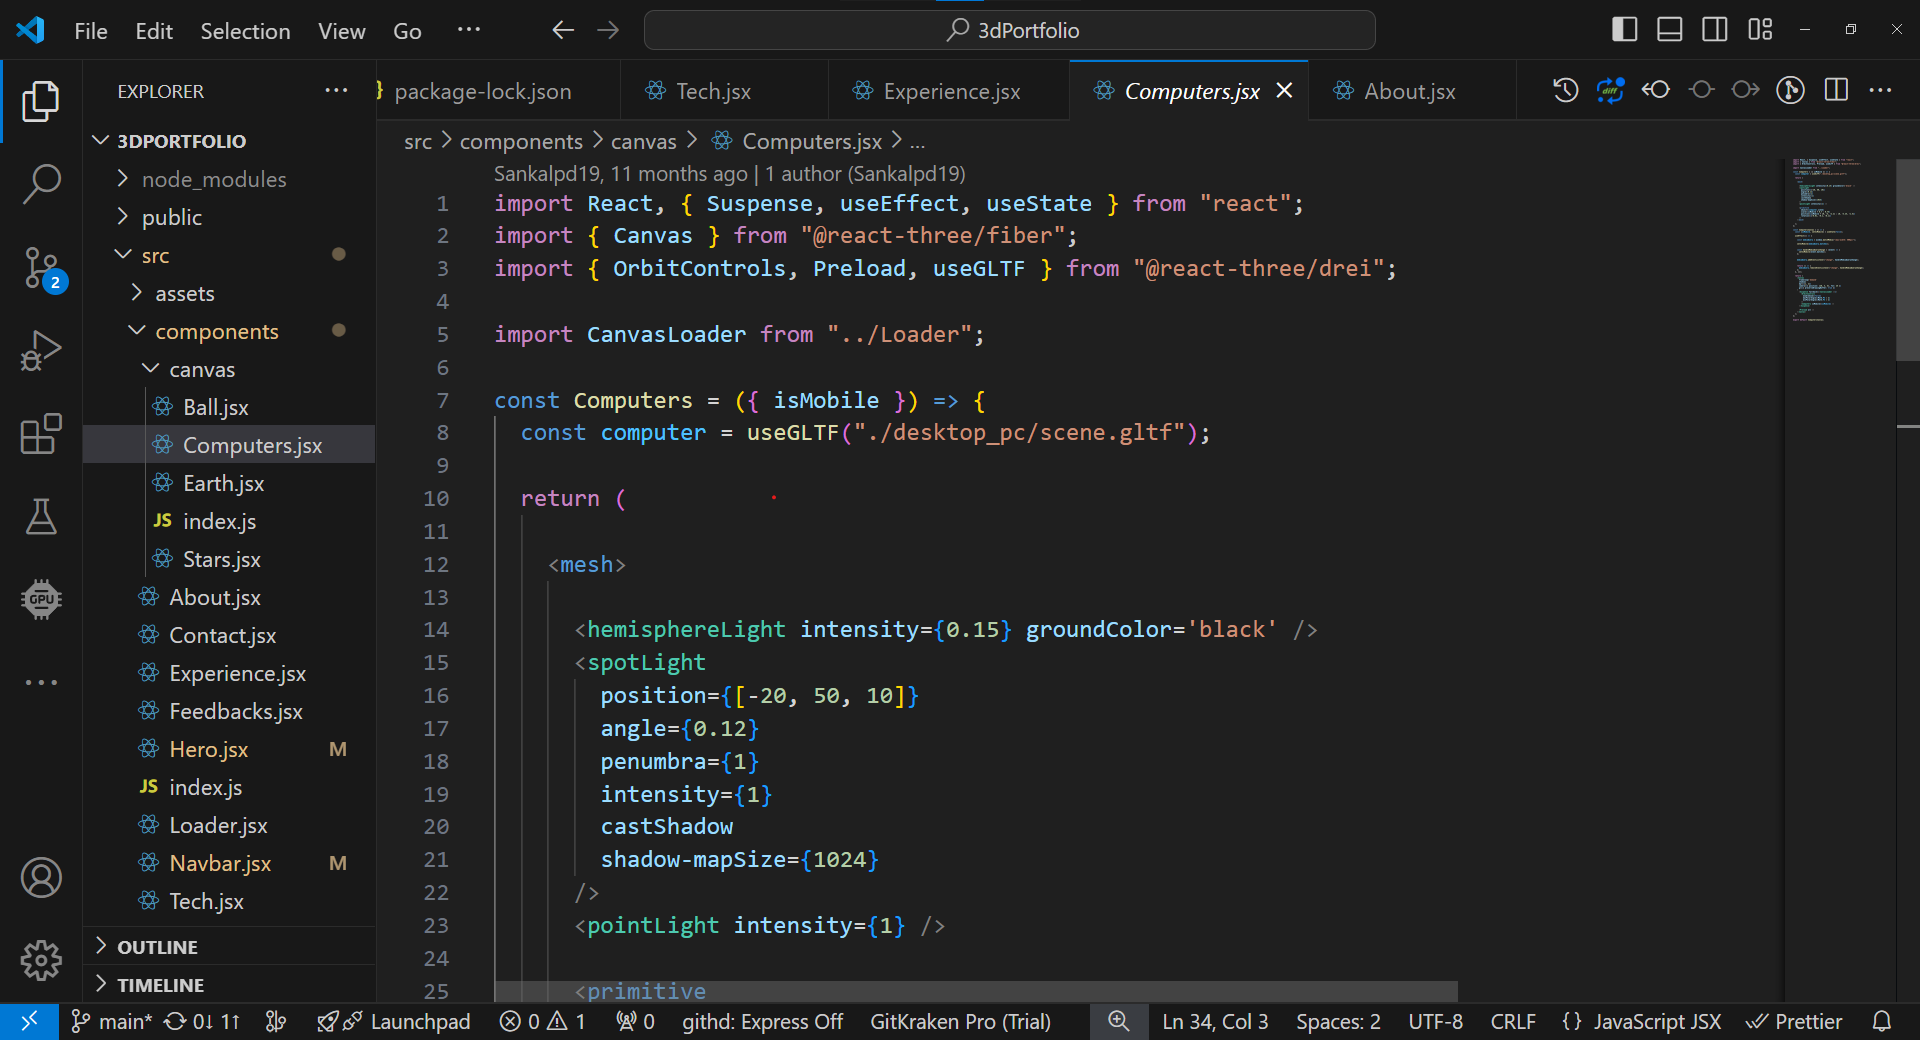 File Edit Selection View Go ··· 3dPortfolio
EXPLORER ···
3DPORTFOLIO
node_modules
public
src
assets
components
canvas
Ball.jsx
Computers.jsx
Earth.jsx
JS index.js
Stars.jsx
About.jsx
Contact.jsx
Experience.jsx
Feedbacks.jsx
Hero.jsx M
JS index.js
Loader.jsx
Navbar.jsx M
Tech.jsx
OUTLINE
TIMELINE
2
GPU
} package-lock.json Tech.jsx Experience.jsx Computers.jsx About.jsx
diff
src > components > canvas > Computers.jsx > ...
Sankalpd19, 11 months ago | 1 author (Sankalpd19)
1 import React, { Suspense, useEffect, useState } from "react";
2 import { Canvas } from "@react-three/fiber";
3 import { OrbitControls, Preload, useGLTF } from "@react-three/drei";
4
5 import CanvasLoader from "../Loader";
6
7 const Computers = ({ isMobile }) => {
8 const computer = useGLTF("./desktop_pc/scene.gltf");
9
10 return (
11
12 <mesh>
13
14 <hemisphereLight intensity={0.15} groundColor='black' />
15 <spotLight
16 position={[-20, 50, 10]}
17 angle={0.12}
18 penumbra={1}
19 intensity={1}
20 castShadow
21 shadow-mapSize={1024}
22 />
23 <pointLight intensity={1} />
24
25 <primitive
main* 0↓ 1↑ Launchpad 0 1 0 githd: Express Off GitKraken Pro (Trial) Ln 34, Col 3 Spaces: 2 UTF-8 CRLF {} JavaScript JSX Prettier